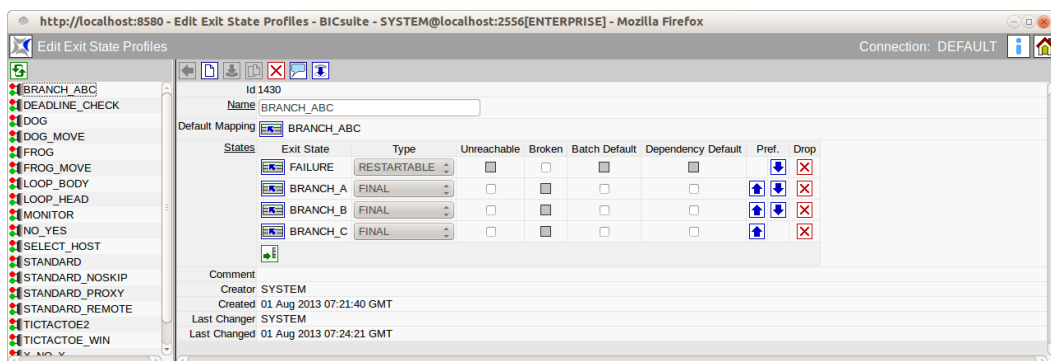 http://localhost:8580 - Edit Exit State Profiles - BICsuite - SYSTEM@localhost:2556[ENTERPRISE] - Mozilla Firefox
Edit Exit State Profiles
Connection: DEFAULT
BRANCH_ABC
DEADLINE_CHECK
DOG
DOG_MOVE
FROG
FROG_MOVE
LOOP_BODY
LOOP_HEAD
MONITOR
NO_YES
SELECT_HOST
STANDARD
STANDARD_NOSKIP
STANDARD_PROXY
STANDARD_REMOTE
TICTACTOE2
TICTACTOE_WIN
Id 1430
Name BRANCH_ABC
Default Mapping BRANCH_ABC
States Exit State Type Unreachable Broken Batch Default Dependency Default Pref. Drop
FAILURE RESTARTABLE
BRANCH_A FINAL
BRANCH_B FINAL
BRANCH_C FINAL
Comment
Creator SYSTEM
Created 01 Aug 2013 07:21:40 GMT
Last Changer SYSTEM
Last Changed 01 Aug 2013 07:24:21 GMT